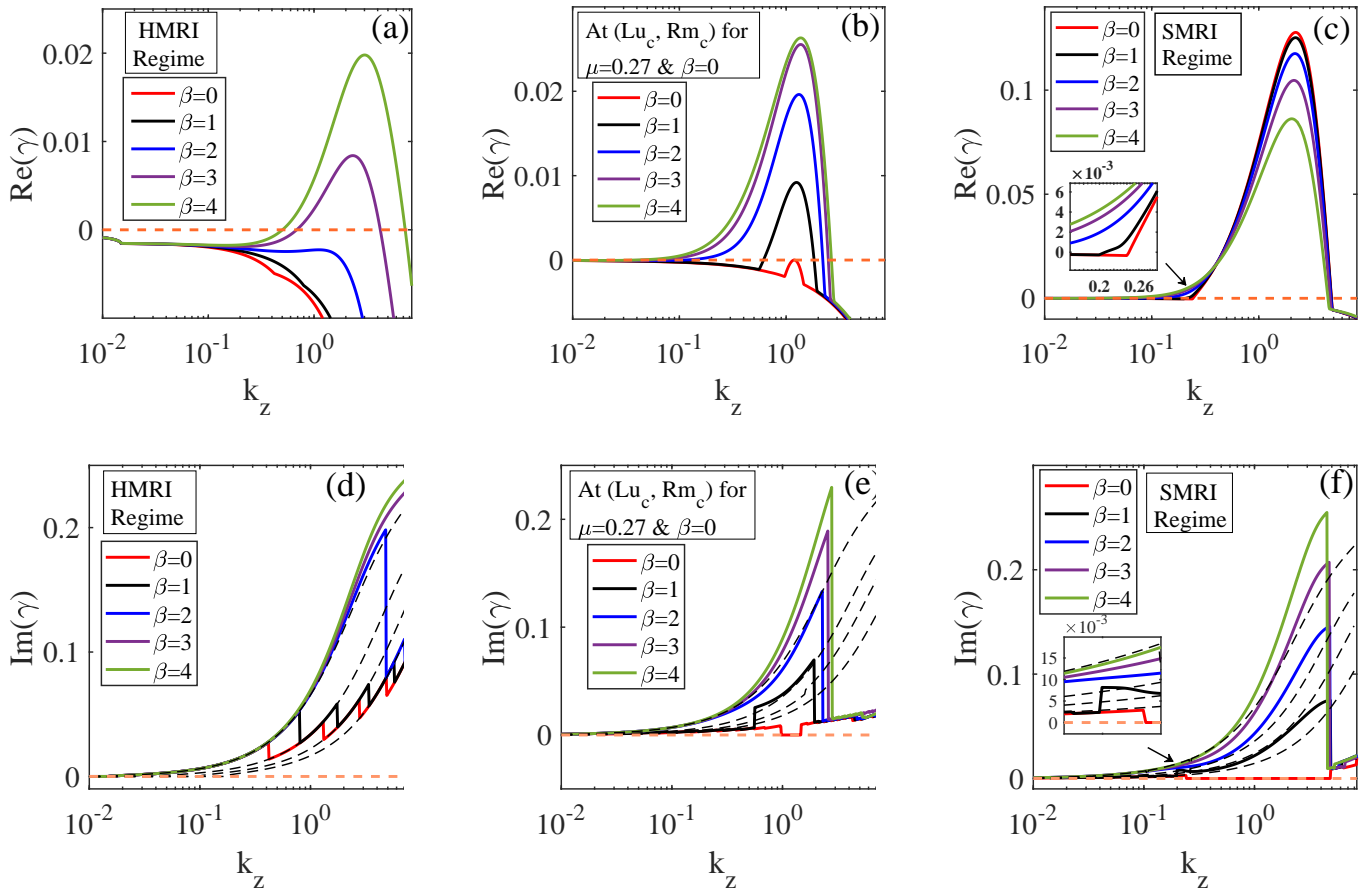 (a)
HMRI
Regime
β=0
β=1
β=2
β=3
β=4
0.02
0.01
0
Re(γ)
10^-2
10^-1
10^0
k_z
(b)
At (Lu_c, Rm_c) for
μ=0.27 & β=0
β=0
β=1
β=2
β=3
β=4
0.02
0.01
0
Re(γ)
10^-2
10^-1
10^0
k_z
(c)
SMRI
Regime
β=0
β=1
β=2
β=3
β=4
0.1
0.05
0
Re(γ)
×10^-3
6
4
2
0
0.2
0.26
10^-2
10^-1
10^0
k_z
(d)
HMRI
Regime
β=0
β=1
β=2
β=3
β=4
0.2
0.1
0
Im(γ)
10^-2
10^-1
10^0
k_z
(e)
At (Lu_c, Rm_c) for
μ=0.27 & β=0
β=0
β=1
β=2
β=3
β=4
0.2
0.1
0
Im(γ)
10^-2
10^-1
10^0
k_z
(f)
SMRI
Regime
β=0
β=1
β=2
β=3
β=4
0.2
0.1
0
Im(γ)
×10^-3
15
10
5
0
10^-2
10^-1
10^0
k_z